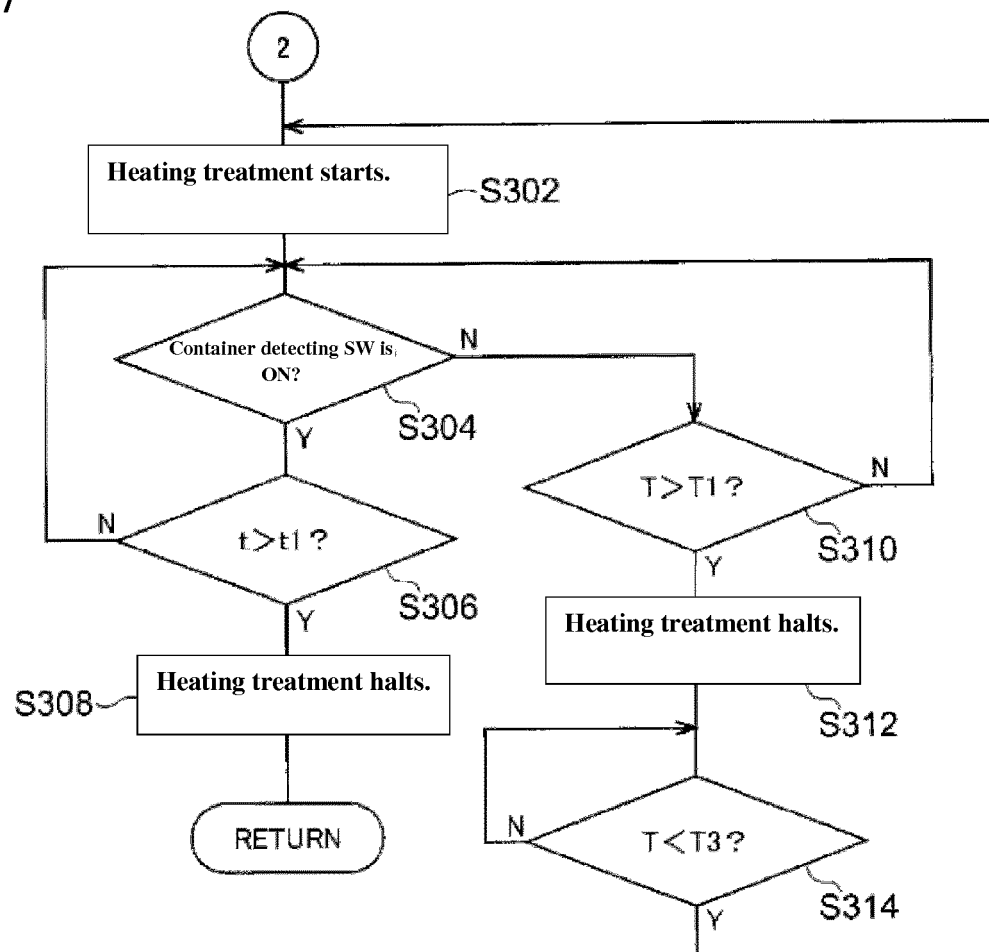 2
Heating treatment starts.
S302
Container detecting SW is
ON?
N
S304
Y
T>T1?
N
S310
Y
t>t1?
N
S306
Y
Heating treatment halts.
S312
Heating treatment halts.
S308
T<T3?
N
S314
Y
RETURN